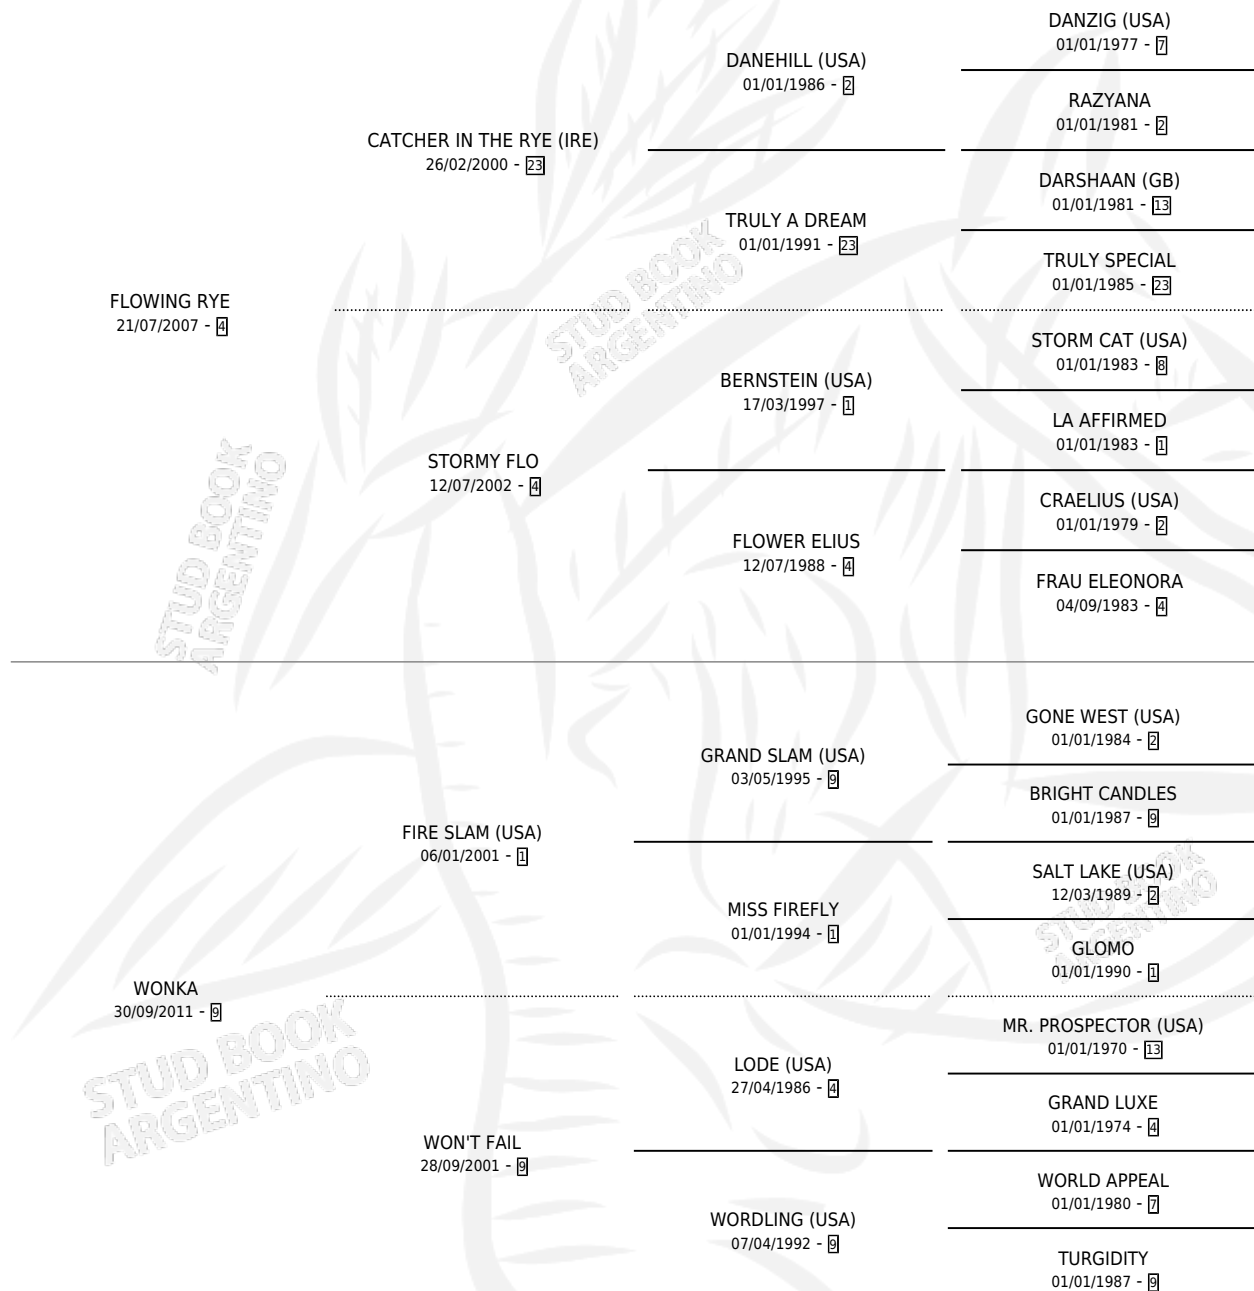 DANZIG (USA)
01/01/1977 - 7
DANEHILL (USA)
01/01/1986 - 2
RAZYANA
01/01/1981 - 2
CATCHER IN THE RYE (IRE)
26/02/2000 - 23
DARSHAAN (GB)
01/01/1981 - 13
TRULY A DREAM
01/01/1991 - 23
TRULY SPECIAL
01/01/1985 - 23
FLOWING RYE
21/07/2007 - 4
STORM CAT (USA)
01/01/1983 - 8
BERNSTEIN (USA)
17/03/1997 - 1
LA AFFIRMED
01/01/1983 - 1
STORMY FLO
12/07/2002 - 4
CRAELIUS (USA)
01/01/1979 - 2
FLOWER ELIUS
12/07/1988 - 4
FRAU ELEONORA
04/09/1983 - 4
GONE WEST (USA)
01/01/1984 - 2
GRAND SLAM (USA)
03/05/1995 - 9
BRIGHT CANDLES
01/01/1987 - 9
FIRE SLAM (USA)
06/01/2001 - 1
SALT LAKE (USA)
12/03/1989 - 2
MISS FIREFLY
01/01/1994 - 1
GLOMO
01/01/1990 - 1
WONKA
30/09/2011 - 9
MR. PROSPECTOR (USA)
01/01/1970 - 13
LODE (USA)
27/04/1986 - 4
GRAND LUXE
01/01/1974 - 4
WON'T FAIL
28/09/2001 - 9
WORLD APPEAL
01/01/1980 - 7
WORDLING (USA)
07/04/1992 - 9
TURGIDITY
01/01/1987 - 9
STUD BOOK
ARGENTINO
STUD BOOK
ARGENTINO
STUD BOOK
ARGENTINO
STUD BOOK
ARGENTINO